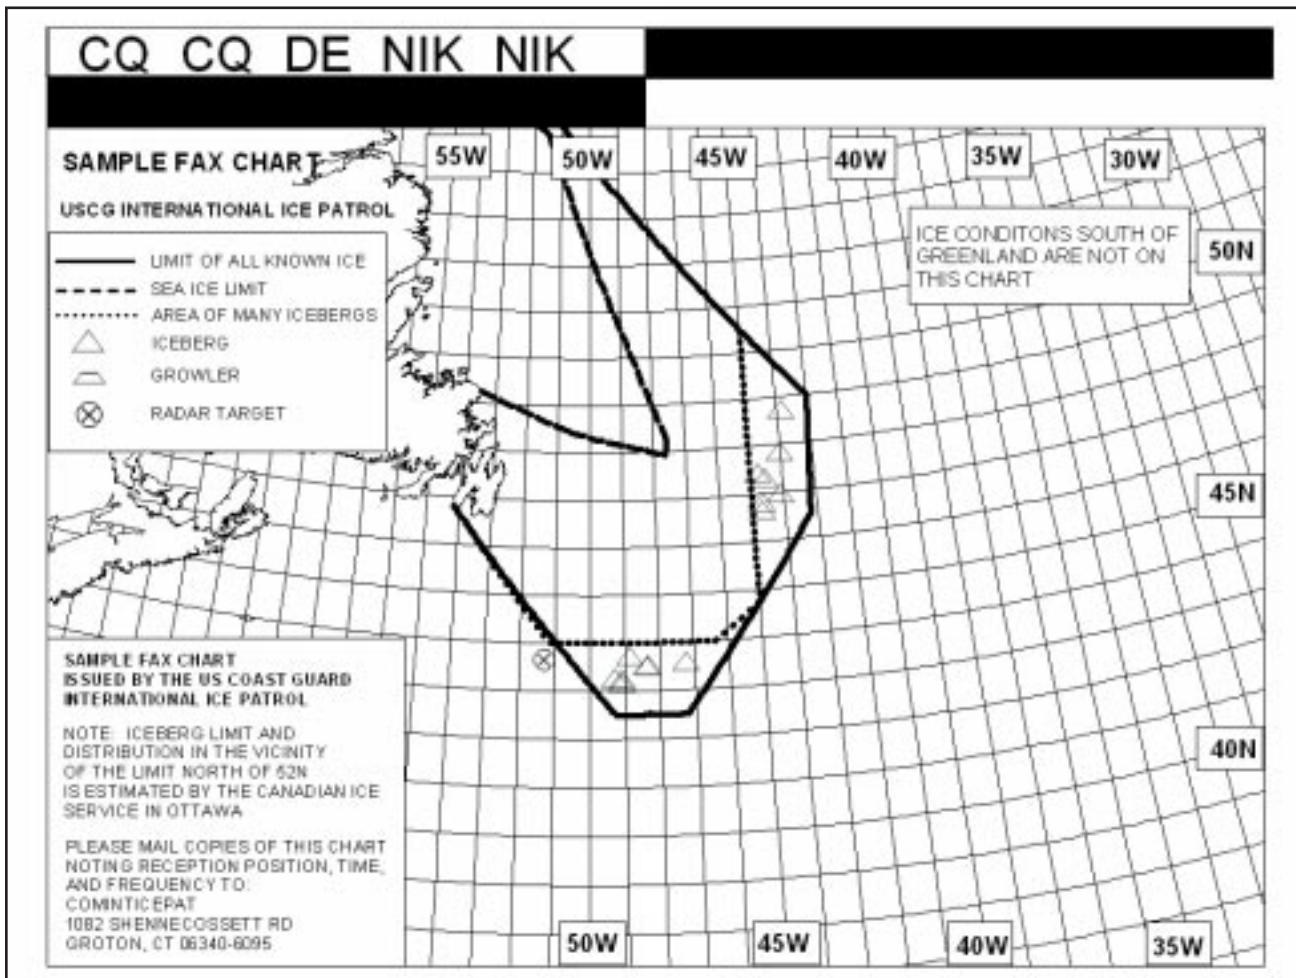 CQ CQ DE NIK NIK
SAMPLE FAX CHART
USCG INTERNATIONAL ICE PATROL
LIMIT OF ALL KNOWN ICE
SEA ICE LIMIT
AREA OF MANY ICEBERGS
ICEBERG
GROWLER
RADAR TARGET
55W
50W
45W
40W
35W
30W
ICE CONDITONS SOUTH OF
GREENLAND ARE NOT ON
THIS CHART
50N
45N
40N
SAMPLE FAX CHART
ISSUED BY THE US COAST GUARD
INTERNATIONAL ICE PATROL
NOTE: ICEBERG LIMIT AND
DISTRIBUTION IN THE VICINITY
OF THE LIMIT NORTH OF 52N
IS ESTIMATED BY THE CANADIAN ICE
SERVICE IN OTTAWA
PLEASE MAIL COPIES OF THIS CHART
NOTING RECEPTION POSITION, TIME,
AND FREQUENCY TO:
COMINTICEPAT
1082 SHENNECOSSETT RD
GROTON, CT 06340-6095
50W
45W
40W
35W